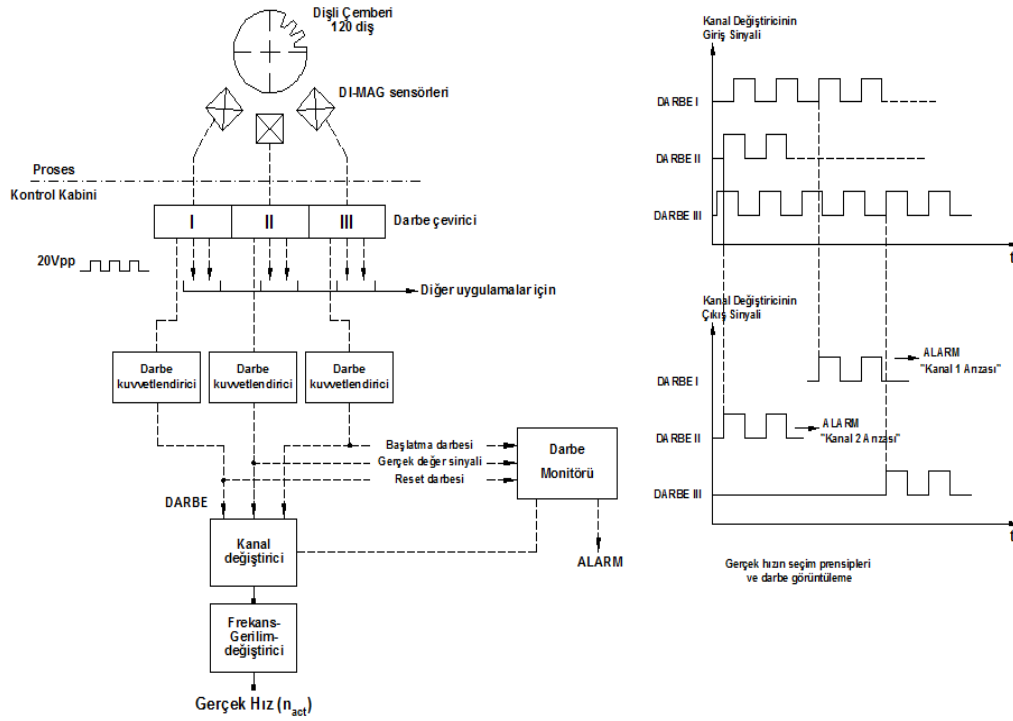 Dişli Çemberi
120 diş
DI-MAG sensörleri
Proses
Kontrol Kabini
I
II
III
Darbe çevirici
20Vpp
Diğer uygulamalar için
Darbe
kuvvetlendirici
Darbe
kuvvetlendirici
Darbe
kuvvetlendirici
Başlatma darbesi
Gerçek değer sinyali
Reset darbesi
Darbe
Monitörü
DARBE
Kanal
değiştirici
ALARM
Frekans-
Gerilim-
değiştirici
Gerçek Hız (nact)
Kanal Değiştiricinin
Giriş Sinyali
DARBE I
DARBE II
DARBE III
t
Kanal Değiştiricinin
Çıkış Sinyali
ALARM
"Kanal 1 Arızası"
DARBE I
ALARM
"Kanal 2 Arızası"
DARBE II
DARBE III
t
Gerçek hızın seçim prensipleri
ve darbe görüntüleme